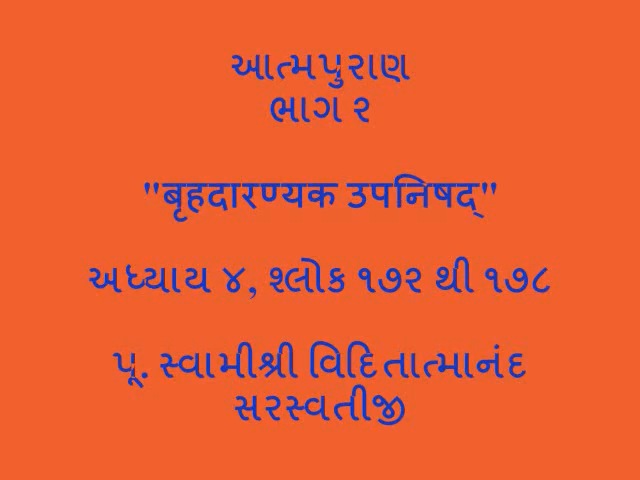 આત્મપુરાણ
ભાગ ૨
"बृहदारण्यक उपनिषद्"
અધ્યાય ૪, શ્લોક ૧૭૨ થી ૧૭૮
પૂ. સ્વામીશ્રી વિદિતાત્માનંદ
સરસ્વતીજી